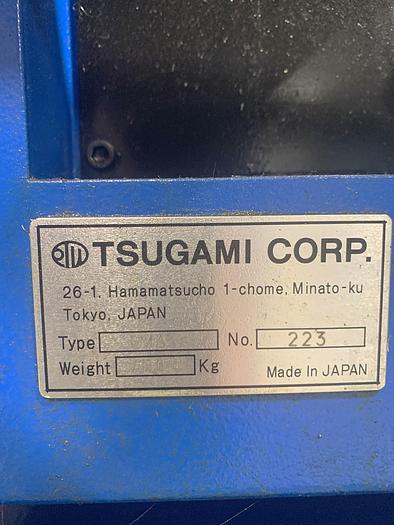 TSUGAMI CORP.
26-1, Hamamatsucho 1-chome, Minato-ku
Tokyo, JAPAN
Type No. 223
Weight Kg Made in JAPAN